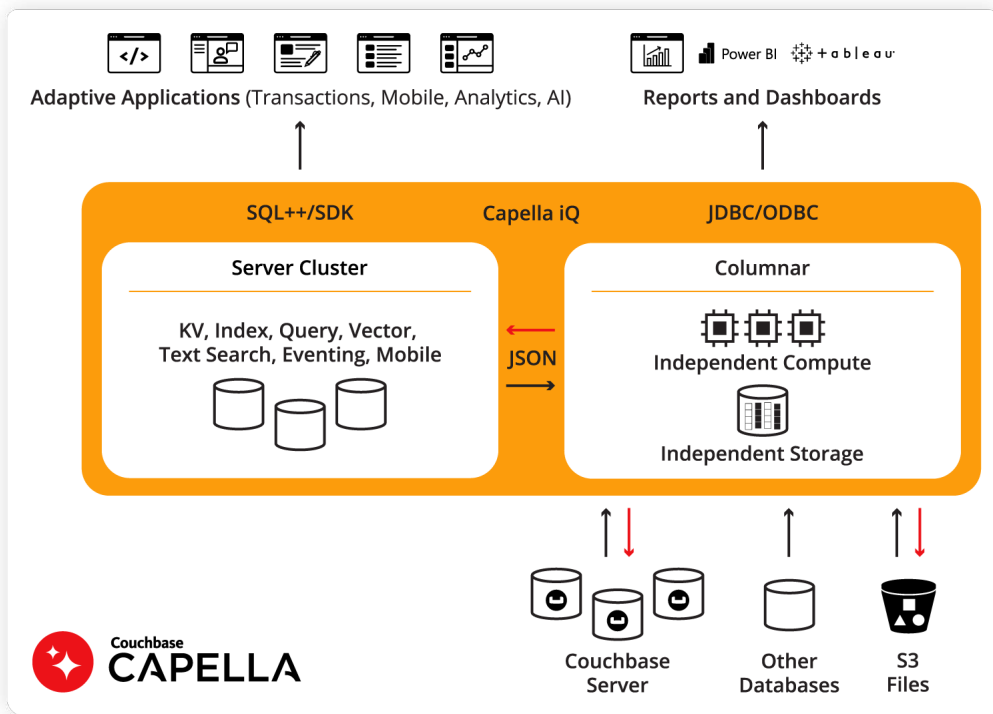 </>
Power BI
+ableau
Adaptive Applications (Transactions, Mobile, Analytics, AI)
Reports and Dashboards
SQL++/SDK
Capella iQ
JDBC/ODBC
Server Cluster
Columnar
KV, Index, Query, Vector,
Text Search, Eventing, Mobile
JSON
Independent Compute
Independent Storage
Couchbase
Server
Other
Databases
S3
Files
Couchbase
CAPELLA